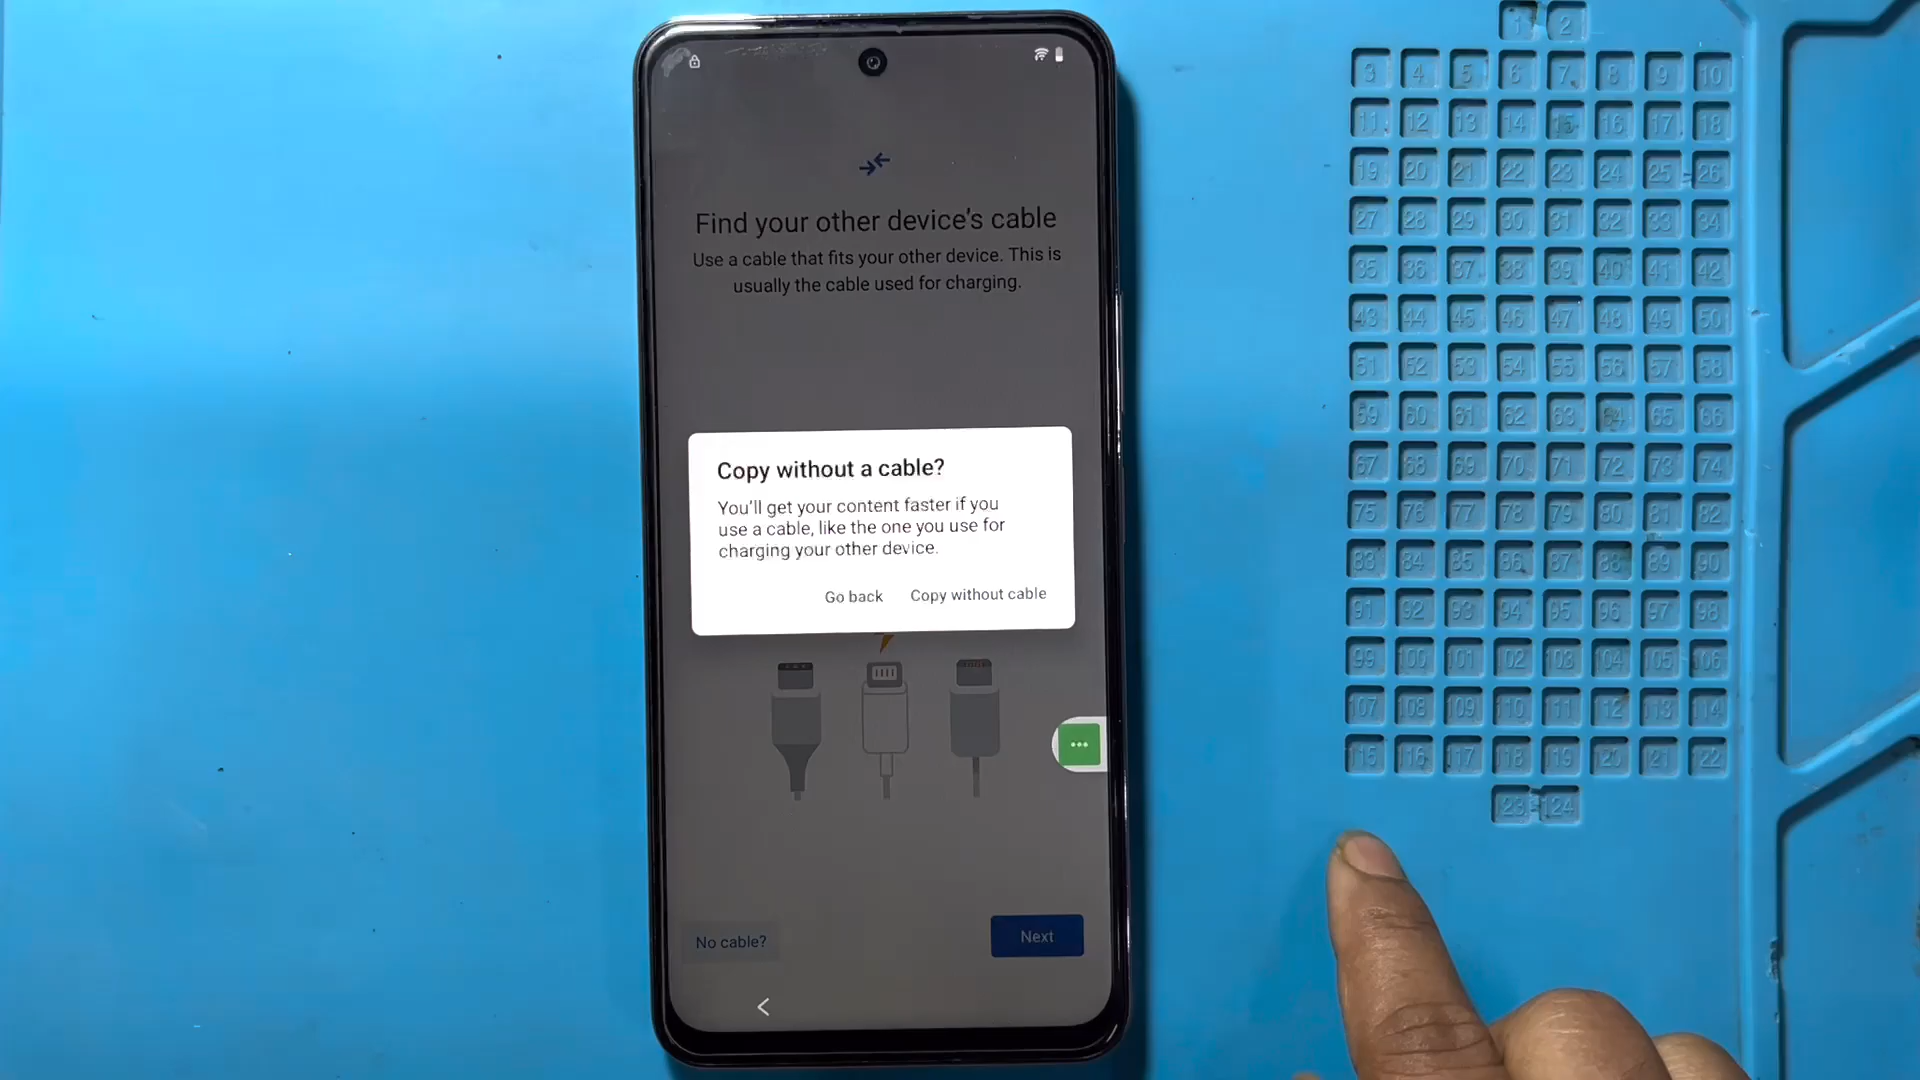 Find your other device's cable
Use a cable that fits your other device. This is
usually the cable used for charging.
Copy without a cable?
You'll get your content faster if you
use a cable, like the one you use for
charging your other device.
Go back Copy without cable
No cable? Next
1 2
3 4 5 6 7 8 9 10
11 12 13 14 15 16 17 18
19 20 21 22 23 24 25 26
27 28 29 30 31 32 33 34
35 36 37 38 39 40 41 42
43 44 45 46 47 48 49 50
51 52 53 54 55 56 57 58
59 60 61 62 63 64 65 66
67 68 69 70 71 72 73 74
75 76 77 78 79 80 81 82
83 84 85 86 87 88 89 90
91 92 93 94 95 96 97 98
99 100 101 102 103 104 105 106
107 108 109 110 111 112 113 114
115 116 117 118 119 120 121 122
123 124